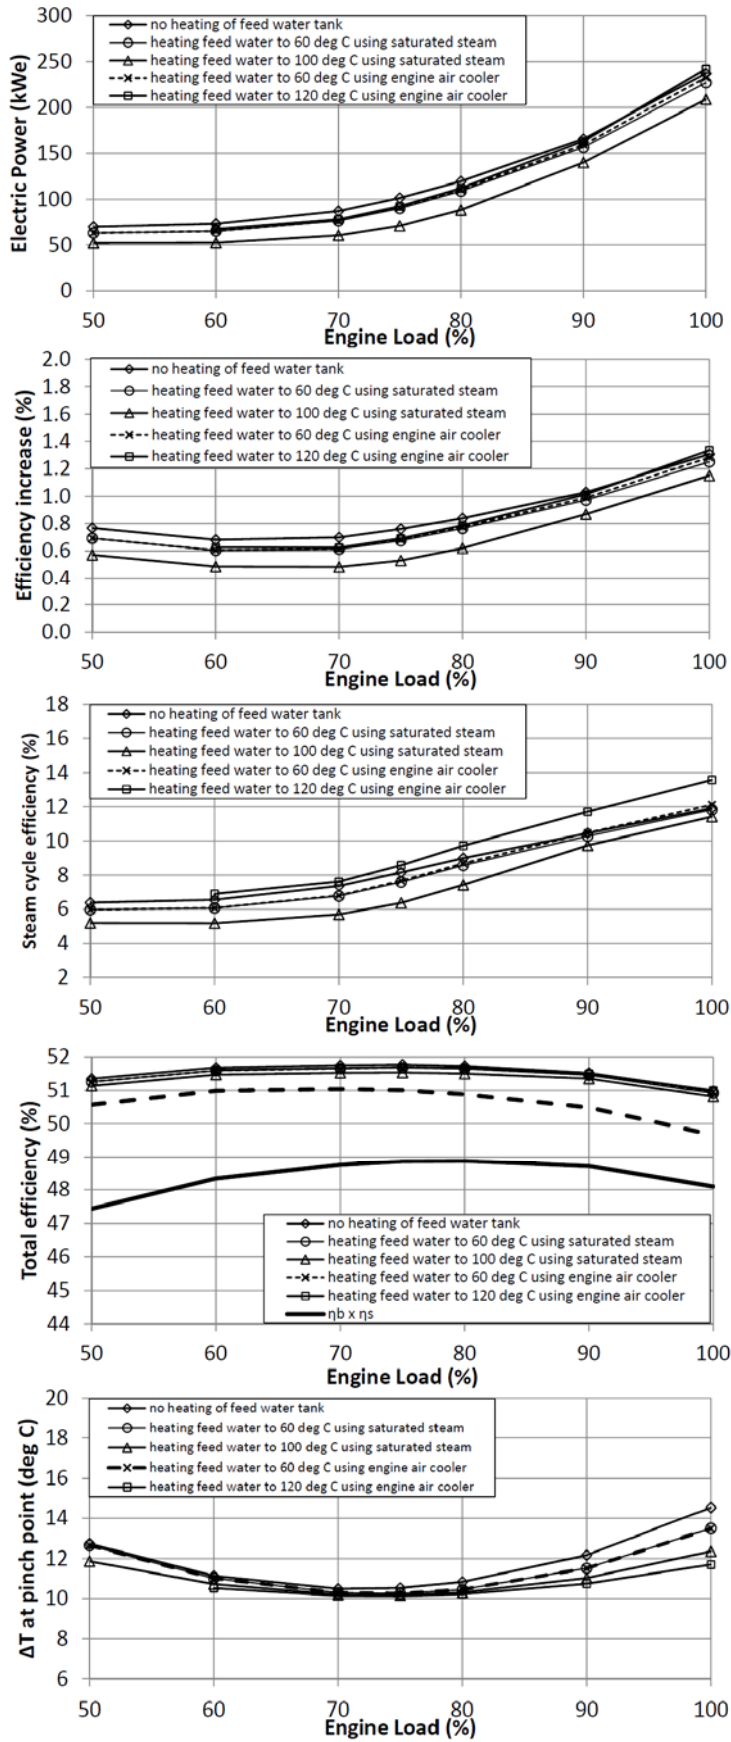 Electric Power (kWe)
300
250
200
150
100
50
0
no heating of feed water tank
heating feed water to 60 deg C using saturated steam
heating feed water to 100 deg C using saturated steam
heating feed water to 60 deg C using engine air cooler
heating feed water to 120 deg C using engine air cooler
50 60 70 80 90 100
Engine Load (%)
Efficiency increase (%)
2.0
1.8
1.6
1.4
1.2
1.0
0.8
0.6
0.4
0.2
0.0
no heating of feed water tank
heating feed water to 60 deg C using saturated steam
heating feed water to 100 deg C using saturated steam
heating feed water to 60 deg C using engine air cooler
heating feed water to 120 deg C using engine air cooler
50 60 70 80 90 100
Engine Load (%)
Steam cycle efficiency (%)
18
16
14
12
10
8
6
4
2
no heating of feed water tank
heating feed water to 60 deg C using saturated steam
heating feed water to 100 deg C using saturated steam
heating feed water to 60 deg C using engine air cooler
heating feed water to 120 deg C using engine air cooler
50 60 70 80 90 100
Engine Load (%)
Total efficiency (%)
52
51
50
49
48
47
46
45
44
no heating of feed water tank
heating feed water to 60 deg C using saturated steam
heating feed water to 100 deg C using saturated steam
heating feed water to 60 deg C using engine air cooler
heating feed water to 120 deg C using engine air cooler
ηb x ηs
50 60 70 80 90 100
Engine Load (%)
ΔT at pinch point (deg C)
20
18
16
14
12
10
8
6
no heating of feed water tank
heating feed water to 60 deg C using saturated steam
heating feed water to 100 deg C using saturated steam
heating feed water to 60 deg C using engine air cooler
heating feed water to 120 deg C using engine air cooler
50 60 70 80 90 100
Engine Load (%)